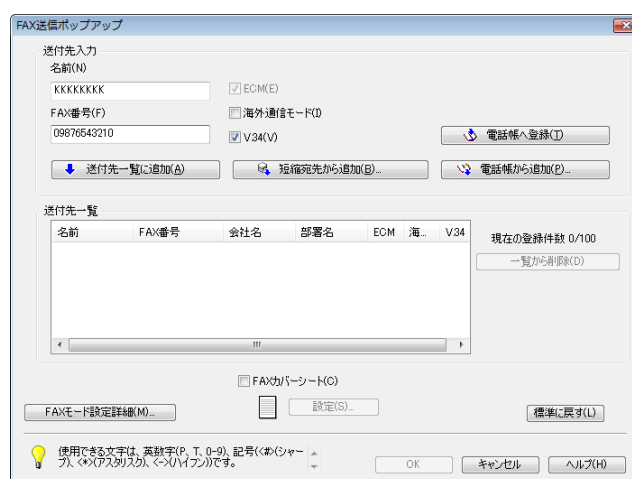 FAX送信ポップアップ
送付先入力
名前(N)
KKKKKKKK
ECM(E)
FAX番号(F)
海外通信モード(I)
09876543210
V34(V)
電話帳へ登録(T)
送付先一覧に追加(A)
短縮宛先から追加(B)...
電話帳から追加(P)...
送付先一覧
名前 FAX番号 会社名 部署名 ECM 海... V34
現在の登録件数 0/100
一覧から削除(D)
FAXカバーシート(C)
FAXモード設定詳細(M)...
設定(S)...
標準に戻す(L)
使用できる文字は、英数字(P、T、0-9)、記号(<#>(シャー
プ)、<*>(アスタリスク)、<->(ハイフン))です。
OK
キャンセル
ヘルプ(H)